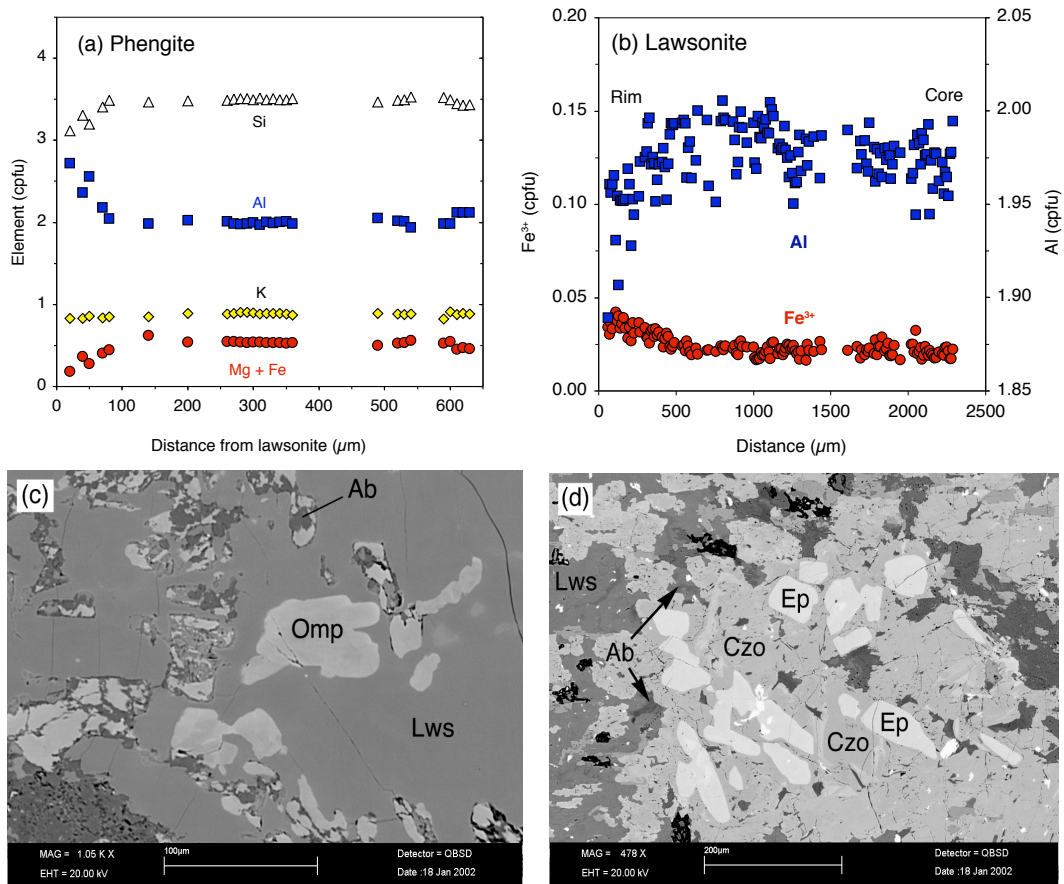 (a) Phengite
Element (cpfu)
4
3
2
1
0
Si
Al
K
Mg + Fe
0 100 200 300 400 500 600
Distance from lawsonite (µm)
(b) Lawsonite
Fe³⁺ (cpfu)
0.20
0.15
0.10
0.05
0.00
Rim
Core
Al
Fe³⁺
2.05
2.00
1.95
1.90
1.85
Al (cpfu)
0 500 1000 1500 2000 2500
Distance (µm)
(c)
Ab
Omp
Lws
MAG = 1.05 K X
EHT = 20.00 kV
100µm
Detector = QBSD
Date :18 Jan 2002
(d)
Lws
Ep
Ab
Czo
Czo
Ep
MAG = 478 X
EHT = 20.00 kV
200µm
Detector = QBSD
Date :18 Jan 2002